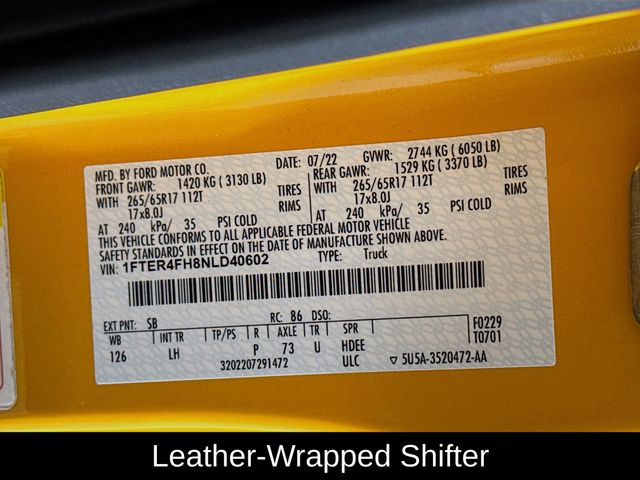 MFD. BY FORD MOTOR CO. DATE: 07/22 GVWR: 2744 KG ( 6050 LB)
FRONT GAWR: 1420 KG ( 3130 LB) REAR GAWR: 1529 KG ( 3370 LB)
WITH 265/65R17 112T TIRES WITH 265/65R17 112T TIRES
17x8.0J RIMS 17x8.0J RIMS
AT 240 kPa/ 35 PSI COLD AT 240 kPa/ 35 PSI COLD
THIS VEHICLE CONFORMS TO ALL APPLICABLE FEDERAL MOTOR VEHICLE
SAFETY STANDARDS IN EFFECT ON THE DATE OF MANUFACTURE SHOWN ABOVE.
VIN: 1FTER4FH8NLD40602 TYPE: Truck
EXT PNT: SB RC: 86 DSO: F0229
WB INT TR TP/PS R AXLE TR SPR T0701
126 LH P 73 U HDEE
3202207291472 ULC ▽ 5U5A-3520472-AA
Leather-Wrapped Shifter